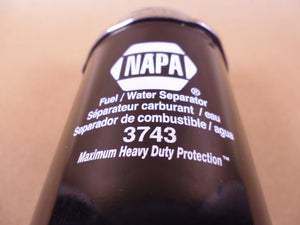 NAPA®
Fuel / Water Separator
Séparateur carburant / eau
Separador de combustible / agua
3743
Maximum Heavy Duty Protection™